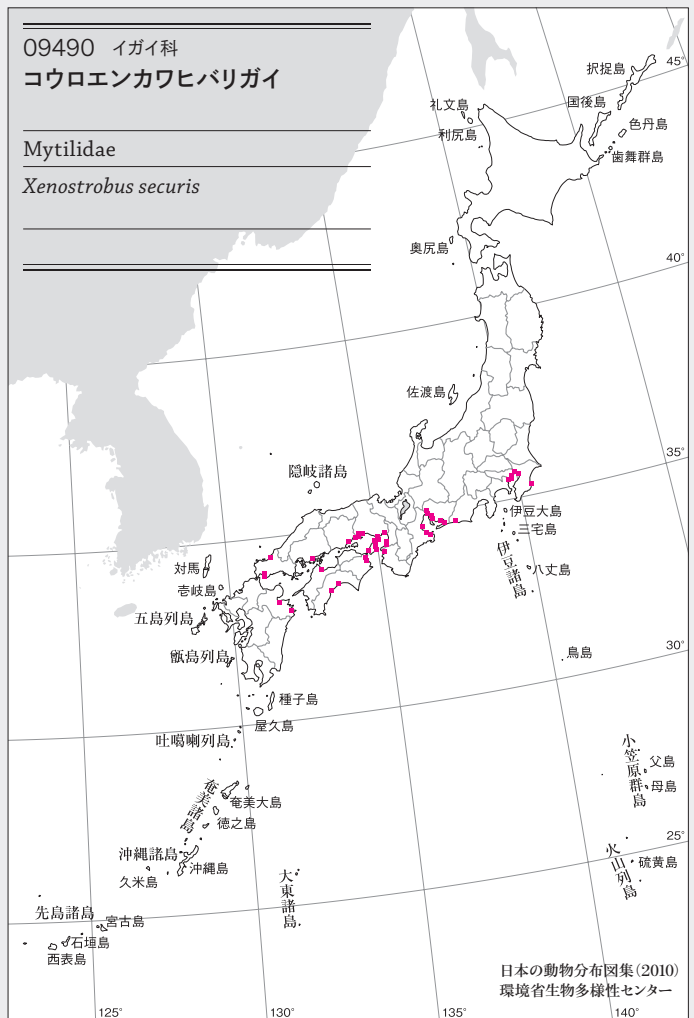 09490 イガイ科
コウロエンカワヒバリガイ
Mytilidae
Xenostrobus securis
択捉島
45°
礼文島
国後島
利尻島
色丹島
歯舞群島
奥尻島
40°
佐渡島
35°
隠岐諸島
伊豆大島
三宅島
伊豆諸島
八丈島
対馬
壱岐島
五島列島
甑島列島
鳥島
30°
種子島
屋久島
吐噶喇列島
小笠原群島
父島
母島
奄美諸島
奄美大島
徳之島
25°
沖縄諸島
沖縄島
久米島
火山列島
硫黄島
大東諸島
先島諸島
宮古島
石垣島
西表島
日本の動物分布図集(2010)
環境省生物多様性センター
125°
130°
135°
140°